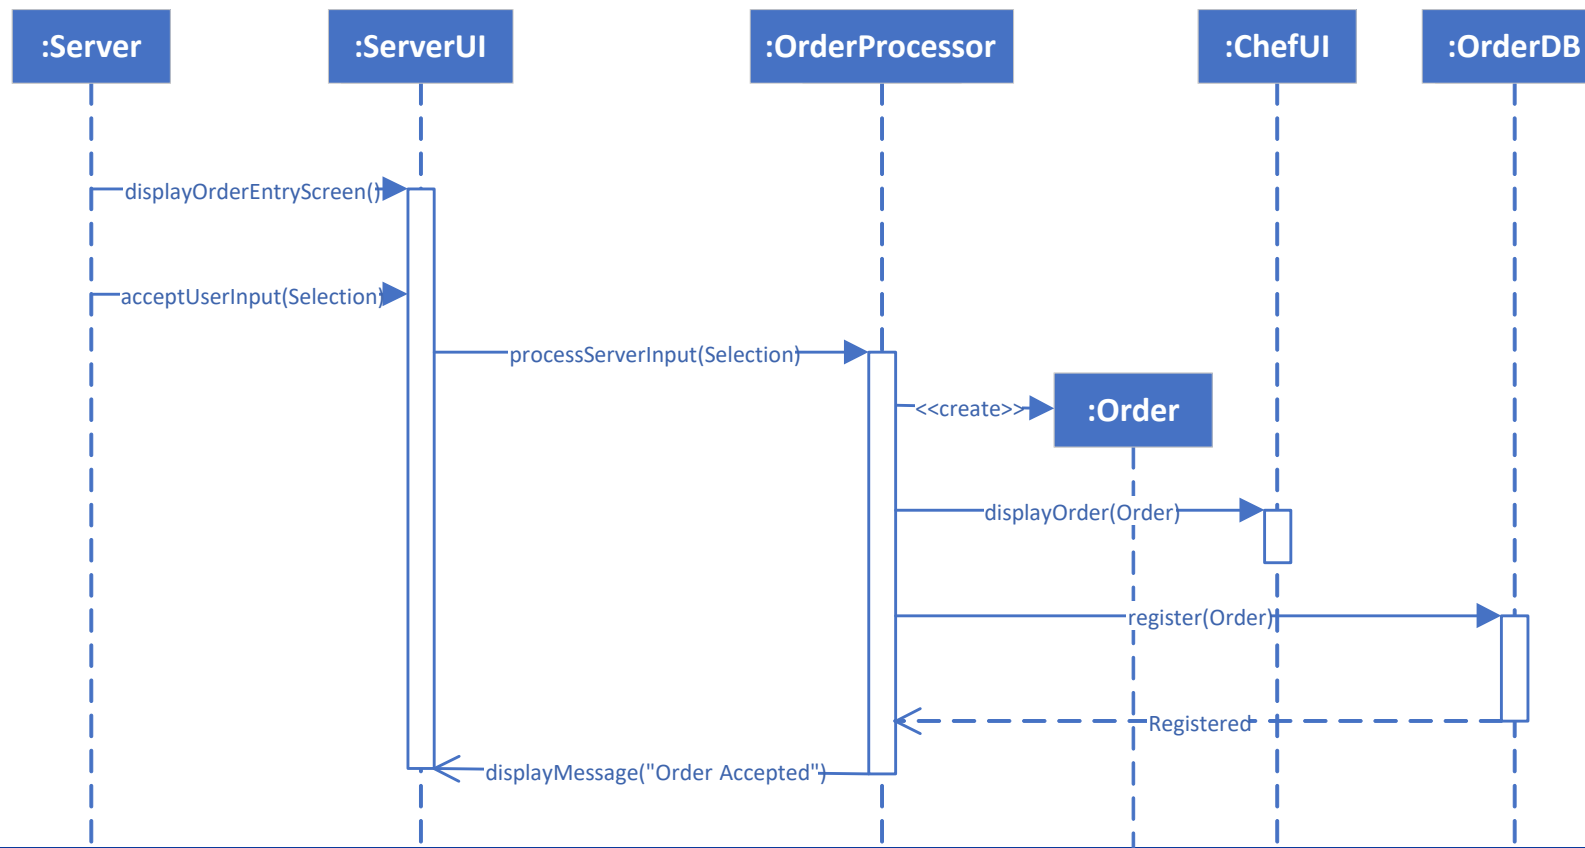 :Server
:ServerUI
:OrderProcessor
:ChefUI
:OrderDB
displayOrderEntryScreen()
acceptUserInput(Selection)
processServerInput(Selection)
<<create>>
:Order
displayOrder(Order)
register(Order)
Registered
displayMessage("Order Accepted")